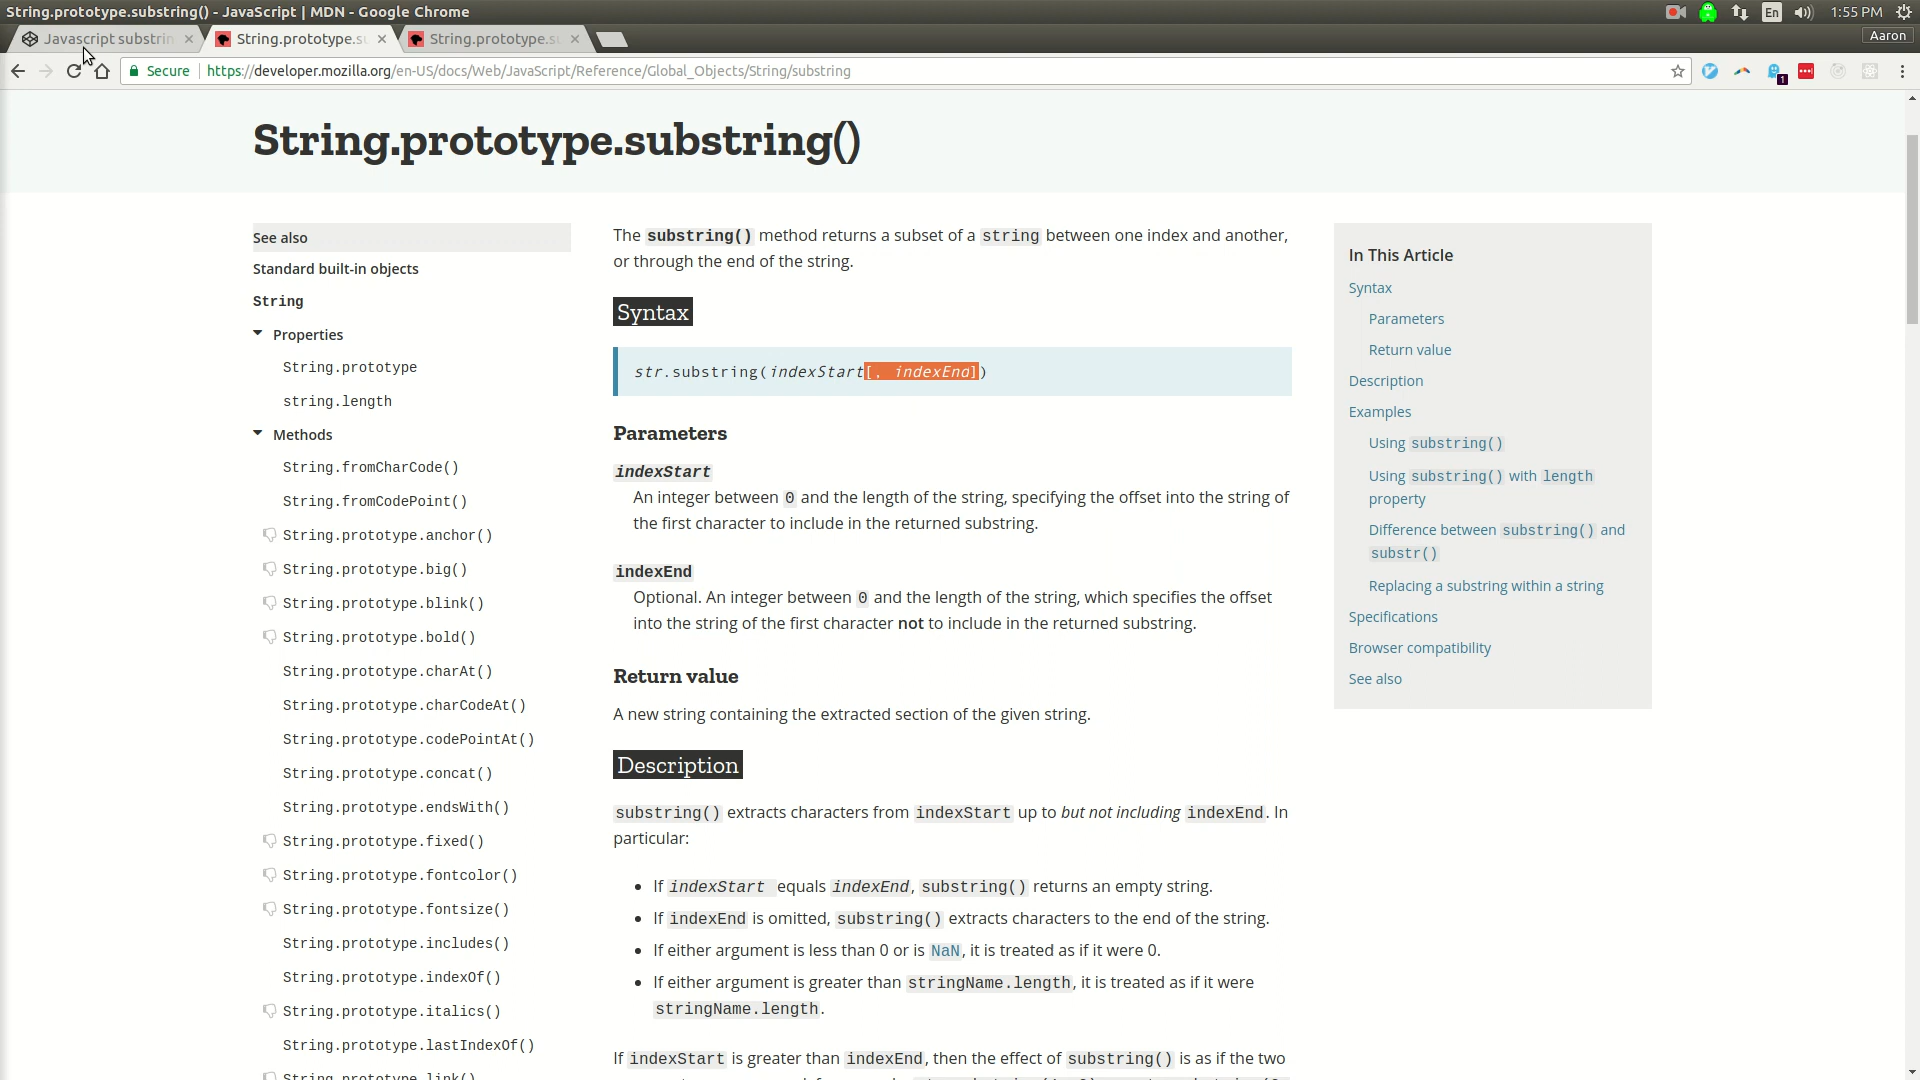 String.prototype.substring() - JavaScript | MDN - Google Chrome
En
1:55 PM
Javascript substrin
String.prototype.su
String.prototype.su
Aaron
Secure
https://developer.mozilla.org/en-US/docs/Web/JavaScript/Reference/Global_Objects/String/substring
1
String.prototype.substring()
See also
Standard built-in objects
String
Properties
String.prototype
string.length
Methods
String.fromCharCode()
String.fromCodePoint()
String.prototype.anchor()
String.prototype.big()
String.prototype.blink()
String.prototype.bold()
String.prototype.charAt()
String.prototype.charCodeAt()
String.prototype.codePointAt()
String.prototype.concat()
String.prototype.endsWith()
String.prototype.fixed()
String.prototype.fontcolor()
String.prototype.fontsize()
String.prototype.includes()
String.prototype.indexOf()
String.prototype.italics()
String.prototype.lastIndexOf()
String.prototype.link()
The substring() method returns a subset of a string between one index and another,
or through the end of the string.
Syntax
str.substring(indexStart[, indexEnd])
Parameters
indexStart
An integer between 0 and the length of the string, specifying the offset into the string of
the first character to include in the returned substring.
indexEnd
Optional. An integer between 0 and the length of the string, which specifies the offset
into the string of the first character not to include in the returned substring.
Return value
A new string containing the extracted section of the given string.
Description
substring() extracts characters from indexStart up to but not including indexEnd. In
particular:
If indexStart equals indexEnd, substring() returns an empty string.
If indexEnd is omitted, substring() extracts characters to the end of the string.
If either argument is less than 0 or is NaN, it is treated as if it were 0.
If either argument is greater than stringName.length, it is treated as if it were
stringName.length.
If indexStart is greater than indexEnd, then the effect of substring() is as if the two
In This Article
Syntax
Parameters
Return value
Description
Examples
Using substring()
Using substring() with length
property
Difference between substring() and
substr()
Replacing a substring within a string
Specifications
Browser compatibility
See also